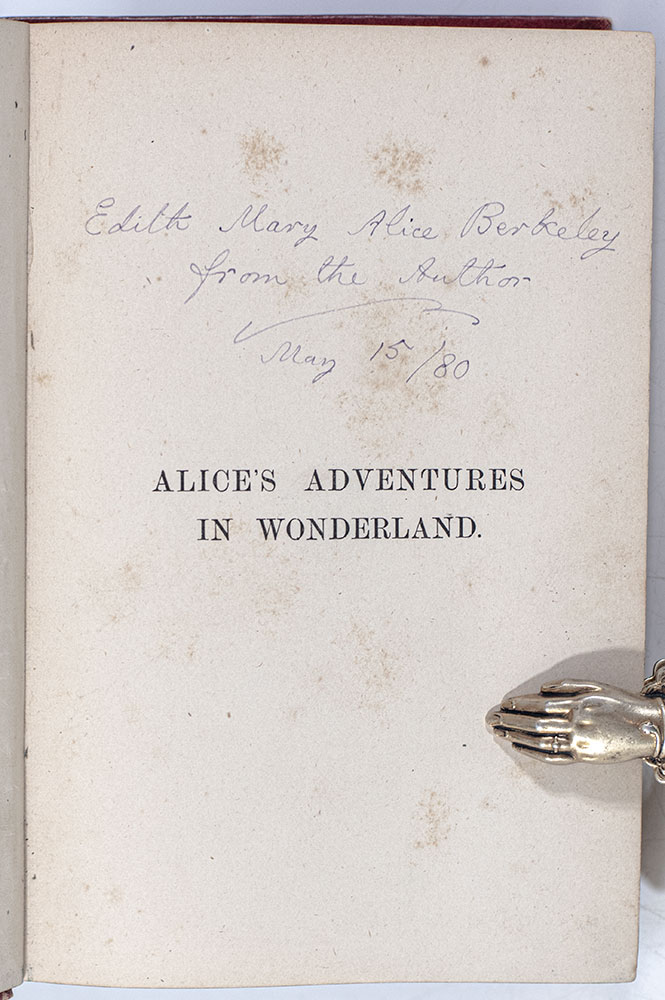 Edith Mary Alice Berkeley
from the Author
May 15/80
ALICE'S ADVENTURES
IN WONDERLAND.